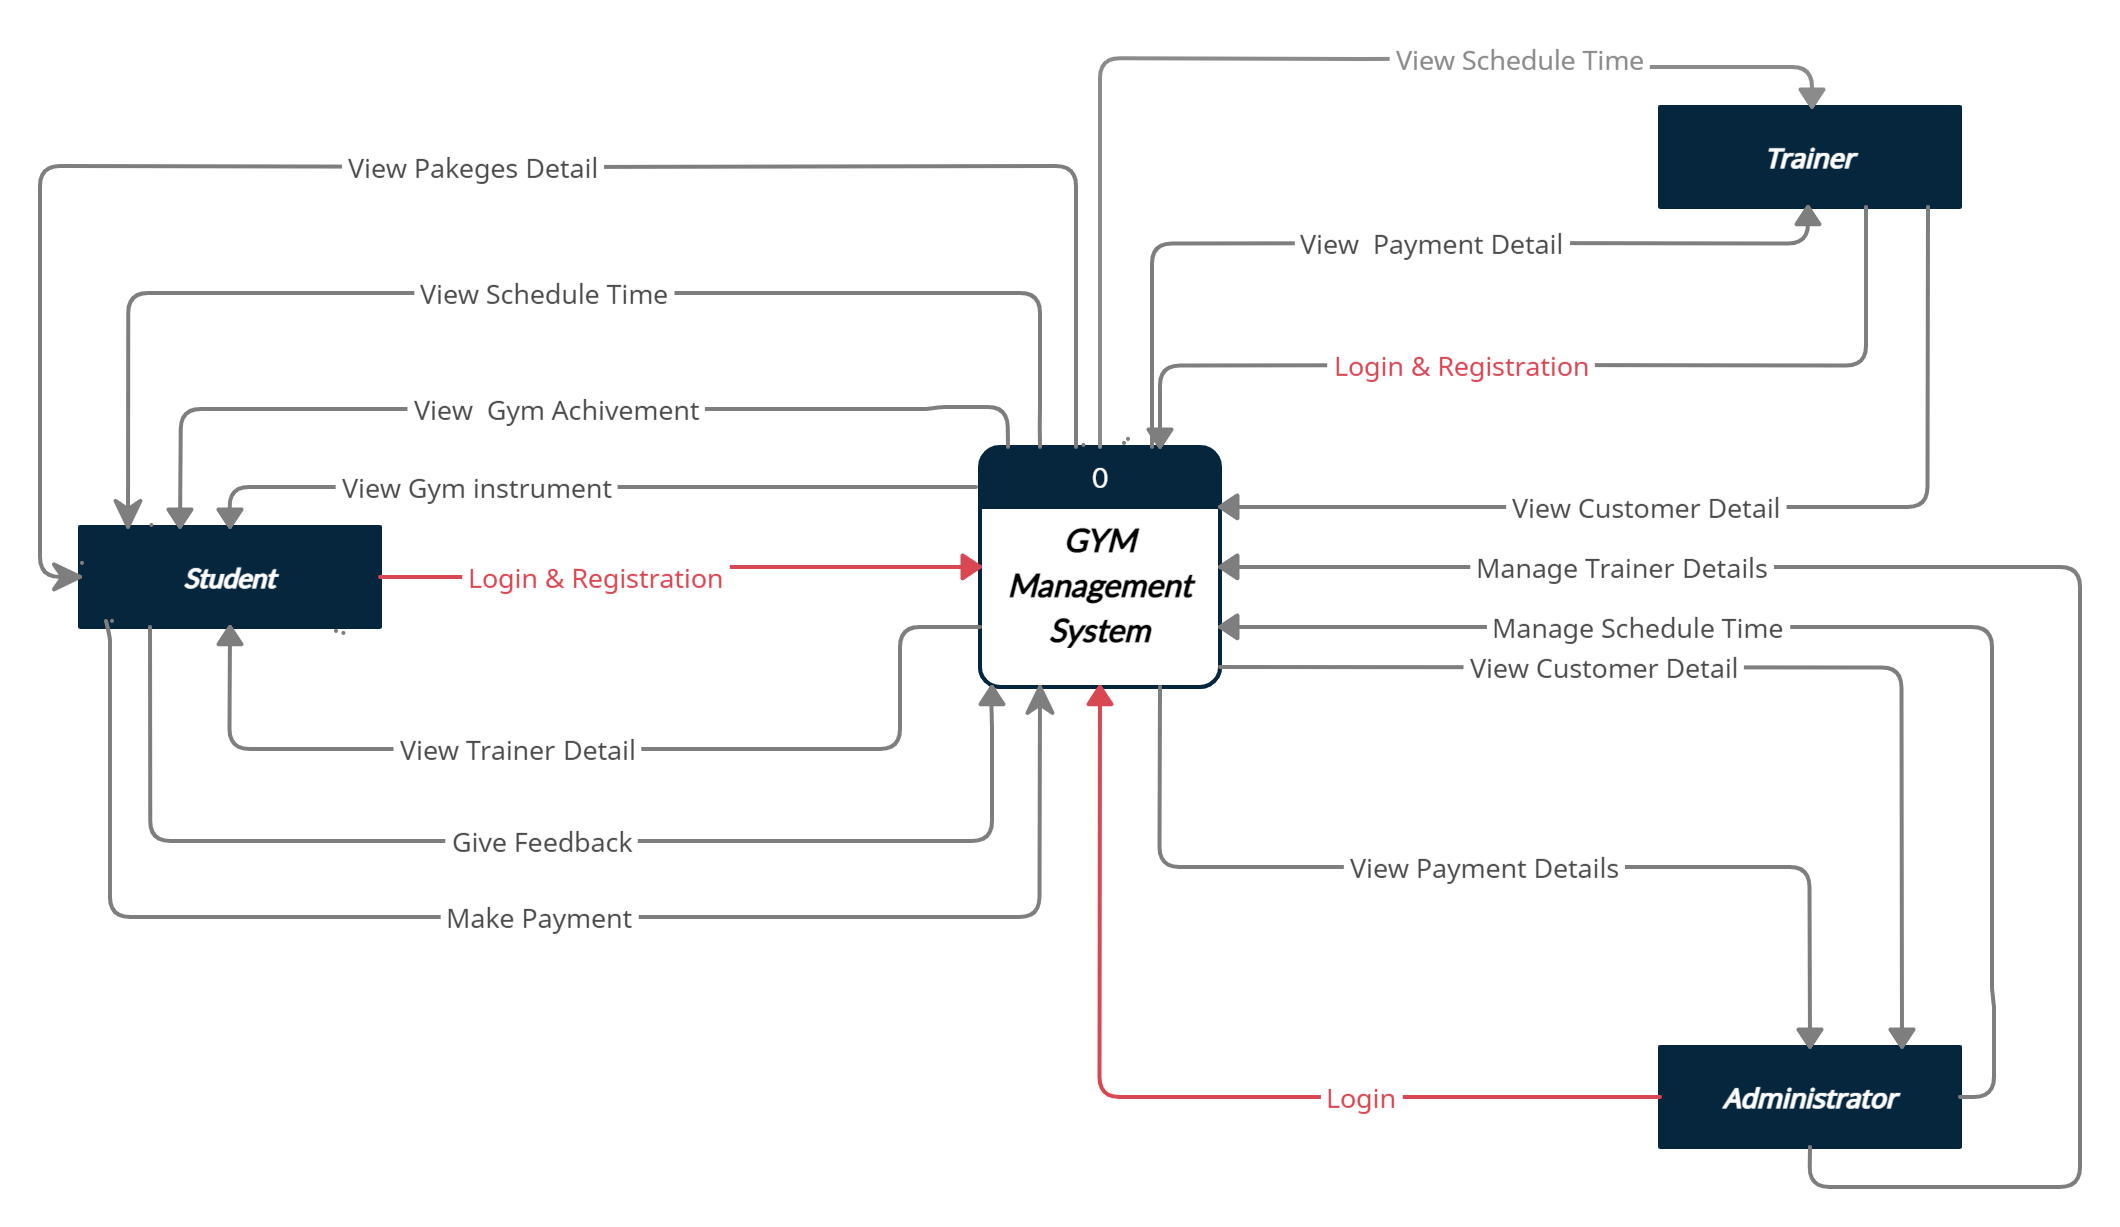 View Schedule Time
Trainer
View Pakeges Detail
View  Payment Detail
View Schedule Time
Login & Registration
View  Gym Achivement
0
View Gym instrument
View Customer Detail
GYM
Management
System
Student
Login & Registration
Manage Trainer Details
Manage Schedule Time
View Customer Detail
View Trainer Detail
Give Feedback
View Payment Details
Make Payment
Login
Administrator